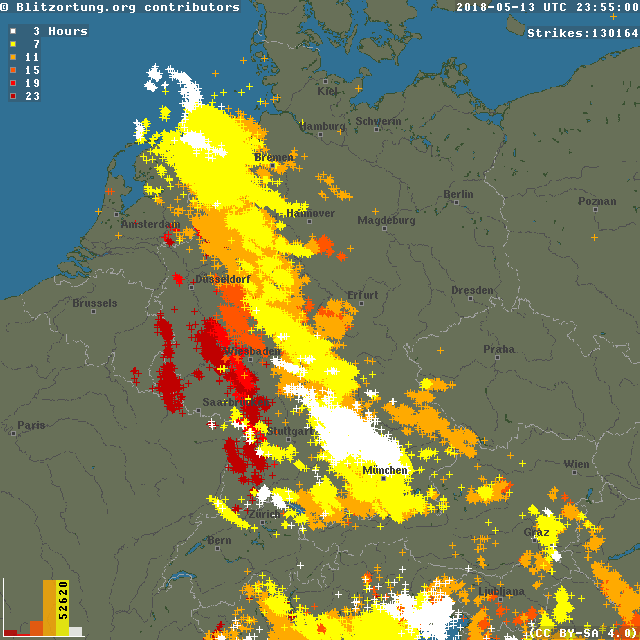 © Blitzortung.org contributors
2018-05-13 UTC 23:55:00
Strikes:130164
3 Hours
7
11
15
19
23
Kiel
Hamburg
Schwerin
Bremen
Berlin
Poznan
Hannover
Magdeburg
Amsterdam
Düsseldorf
Dresden
Erfurt
Brussels
Wiesbaden
Praha
Saarbrücken
Paris
Stuttgart
München
Wien
Zürich
Graz
Bern
Ljubljana
52620
(CC BY-SA 4.0)